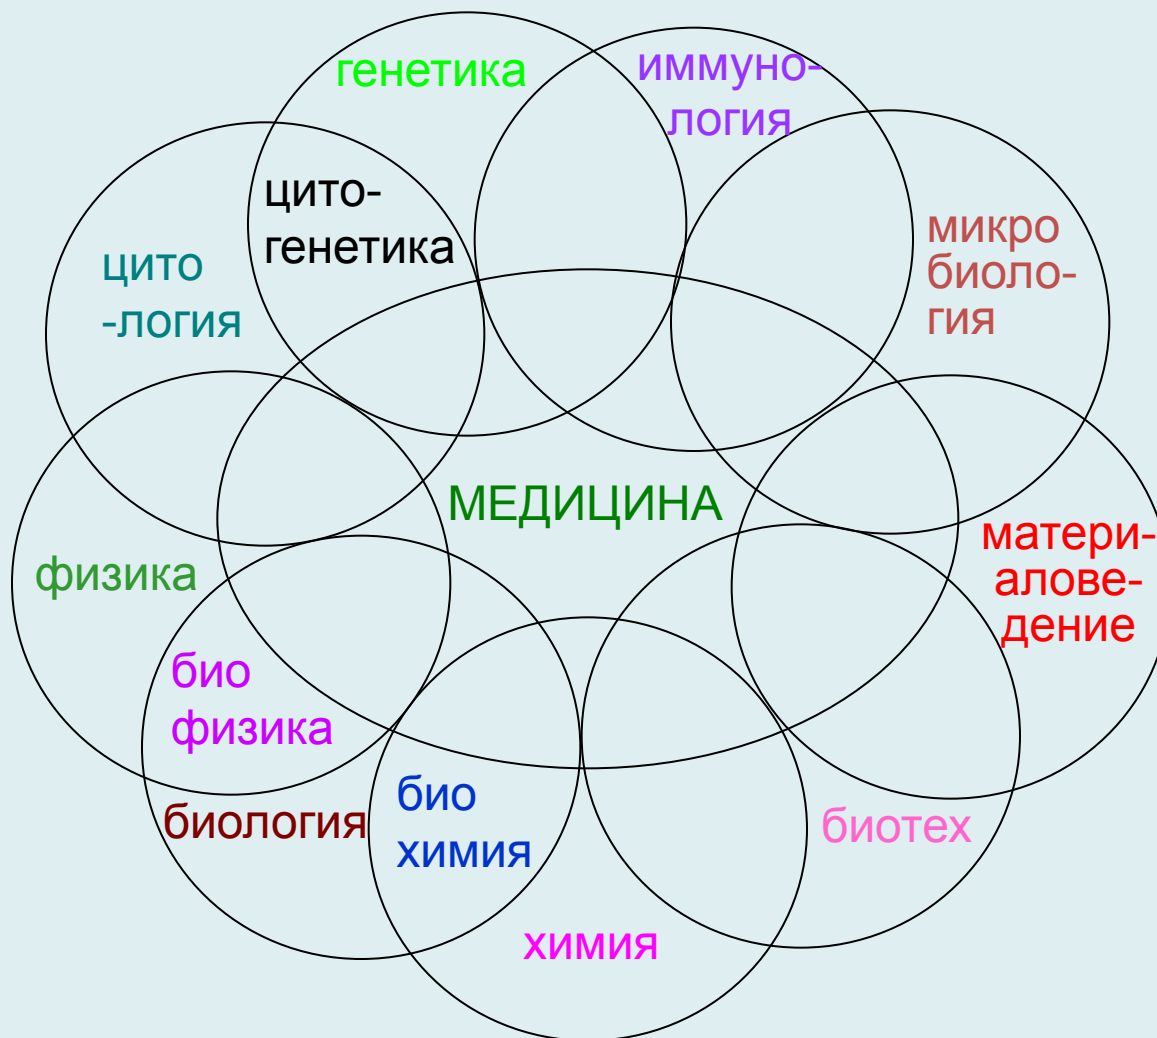 генетика
иммуно-
логия
цито-
генетика
микро
биоло-
гия
цито
-логия
МЕДИЦИНА
матери-
алове-
дение
физика
био
физика
биология
био
химия
биотех
химия